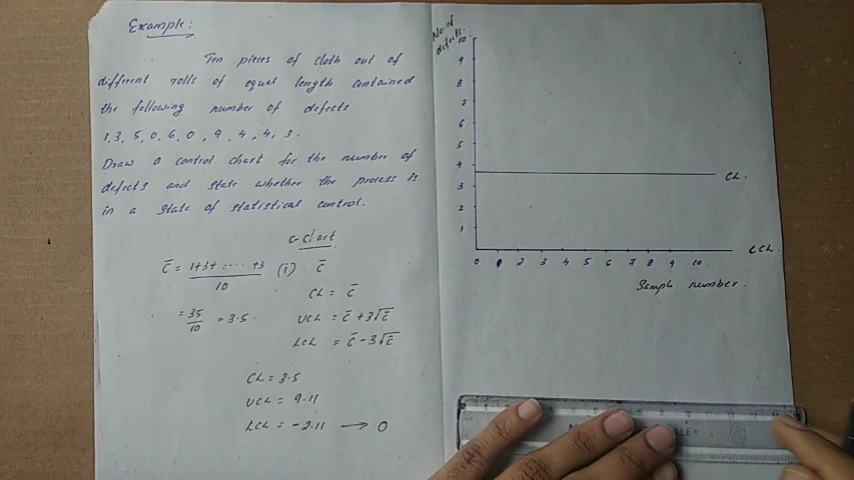 Example:
Ten pieces of cloth out of
different rolls of equal length contained
the following number of defects
1, 3, 5, 0, 6, 0, 9, 4, 4, 3.
Draw a control chart for the number of
defects and state whether the process is
in a state of statistical control.
c-Chart
C̄ = 1+3+ ..... +3 / 10 (i) C̄
CL = C̄
= 35/10 = 3.5. UCL = C̄ + 3√C̄
LCL = C̄ - 3√C̄
CL = 3.5
UCL = 9.11
LCL = -2.11 → 0
No. of
defects.
10
9
8
7
6
5
4
3
2
1
CL.
LCL.
0 1 2 3 4 5 6 7 8 9 10.
Sample number.